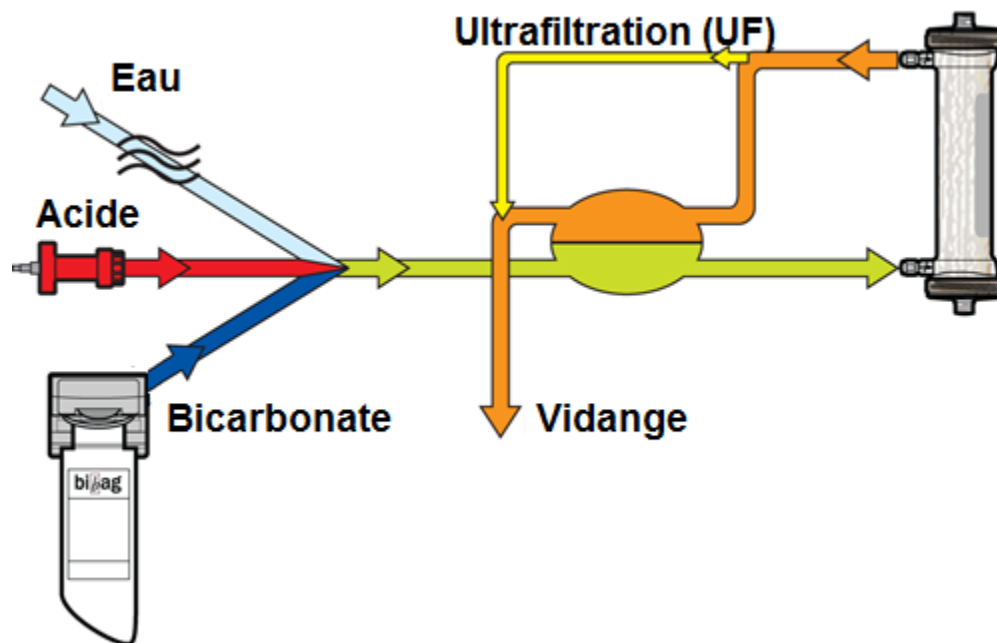 Ultrafiltration (UF)
Eau
Acide
Bicarbonate
Vidange
bibag